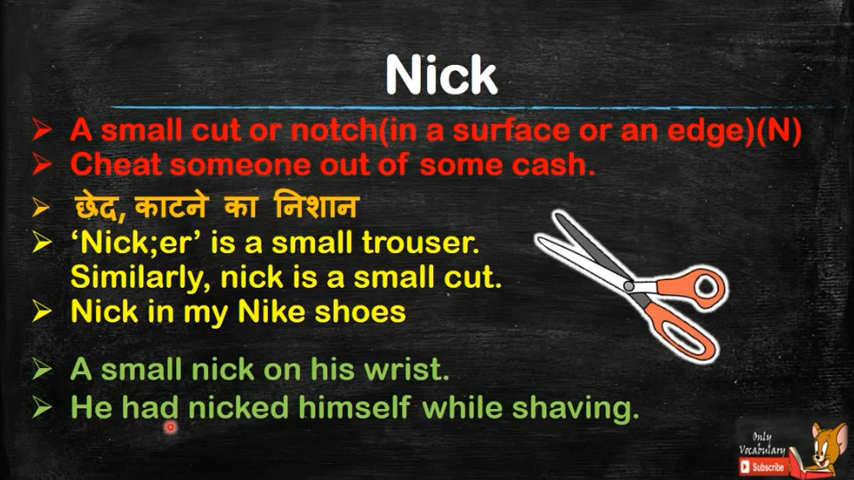 Nick
A small cut or notch(in a surface or an edge)(N)
Cheat someone out of some cash.
छेद, काटने का निशान
‘Nick;er’ is a small trouser.
Similarly, nick is a small cut.
Nick in my Nike shoes
A small nick on his wrist.
He had nicked himself while shaving.
Only
Vocabulary
Subscribe